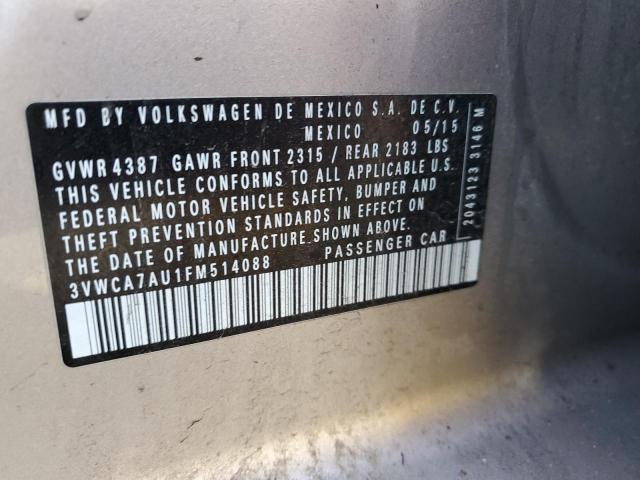 MFD BY VOLKSWAGEN DE MEXICO S.A. DE C.V.
MEXICO 05/15
GVWR 4387 GAWR FRONT 2315 / REAR 2183 LBS
THIS VEHICLE CONFORMS TO ALL APPLICABLE U.S.
FEDERAL MOTOR VEHICLE SAFETY, BUMPER AND
THEFT PREVENTION STANDARDS IN EFFECT ON
THE DATE OF MANUFACTURE SHOWN ABOVE.
3VWCA7AU1FM514088 PASSENGER CAR
2043123 3146 M